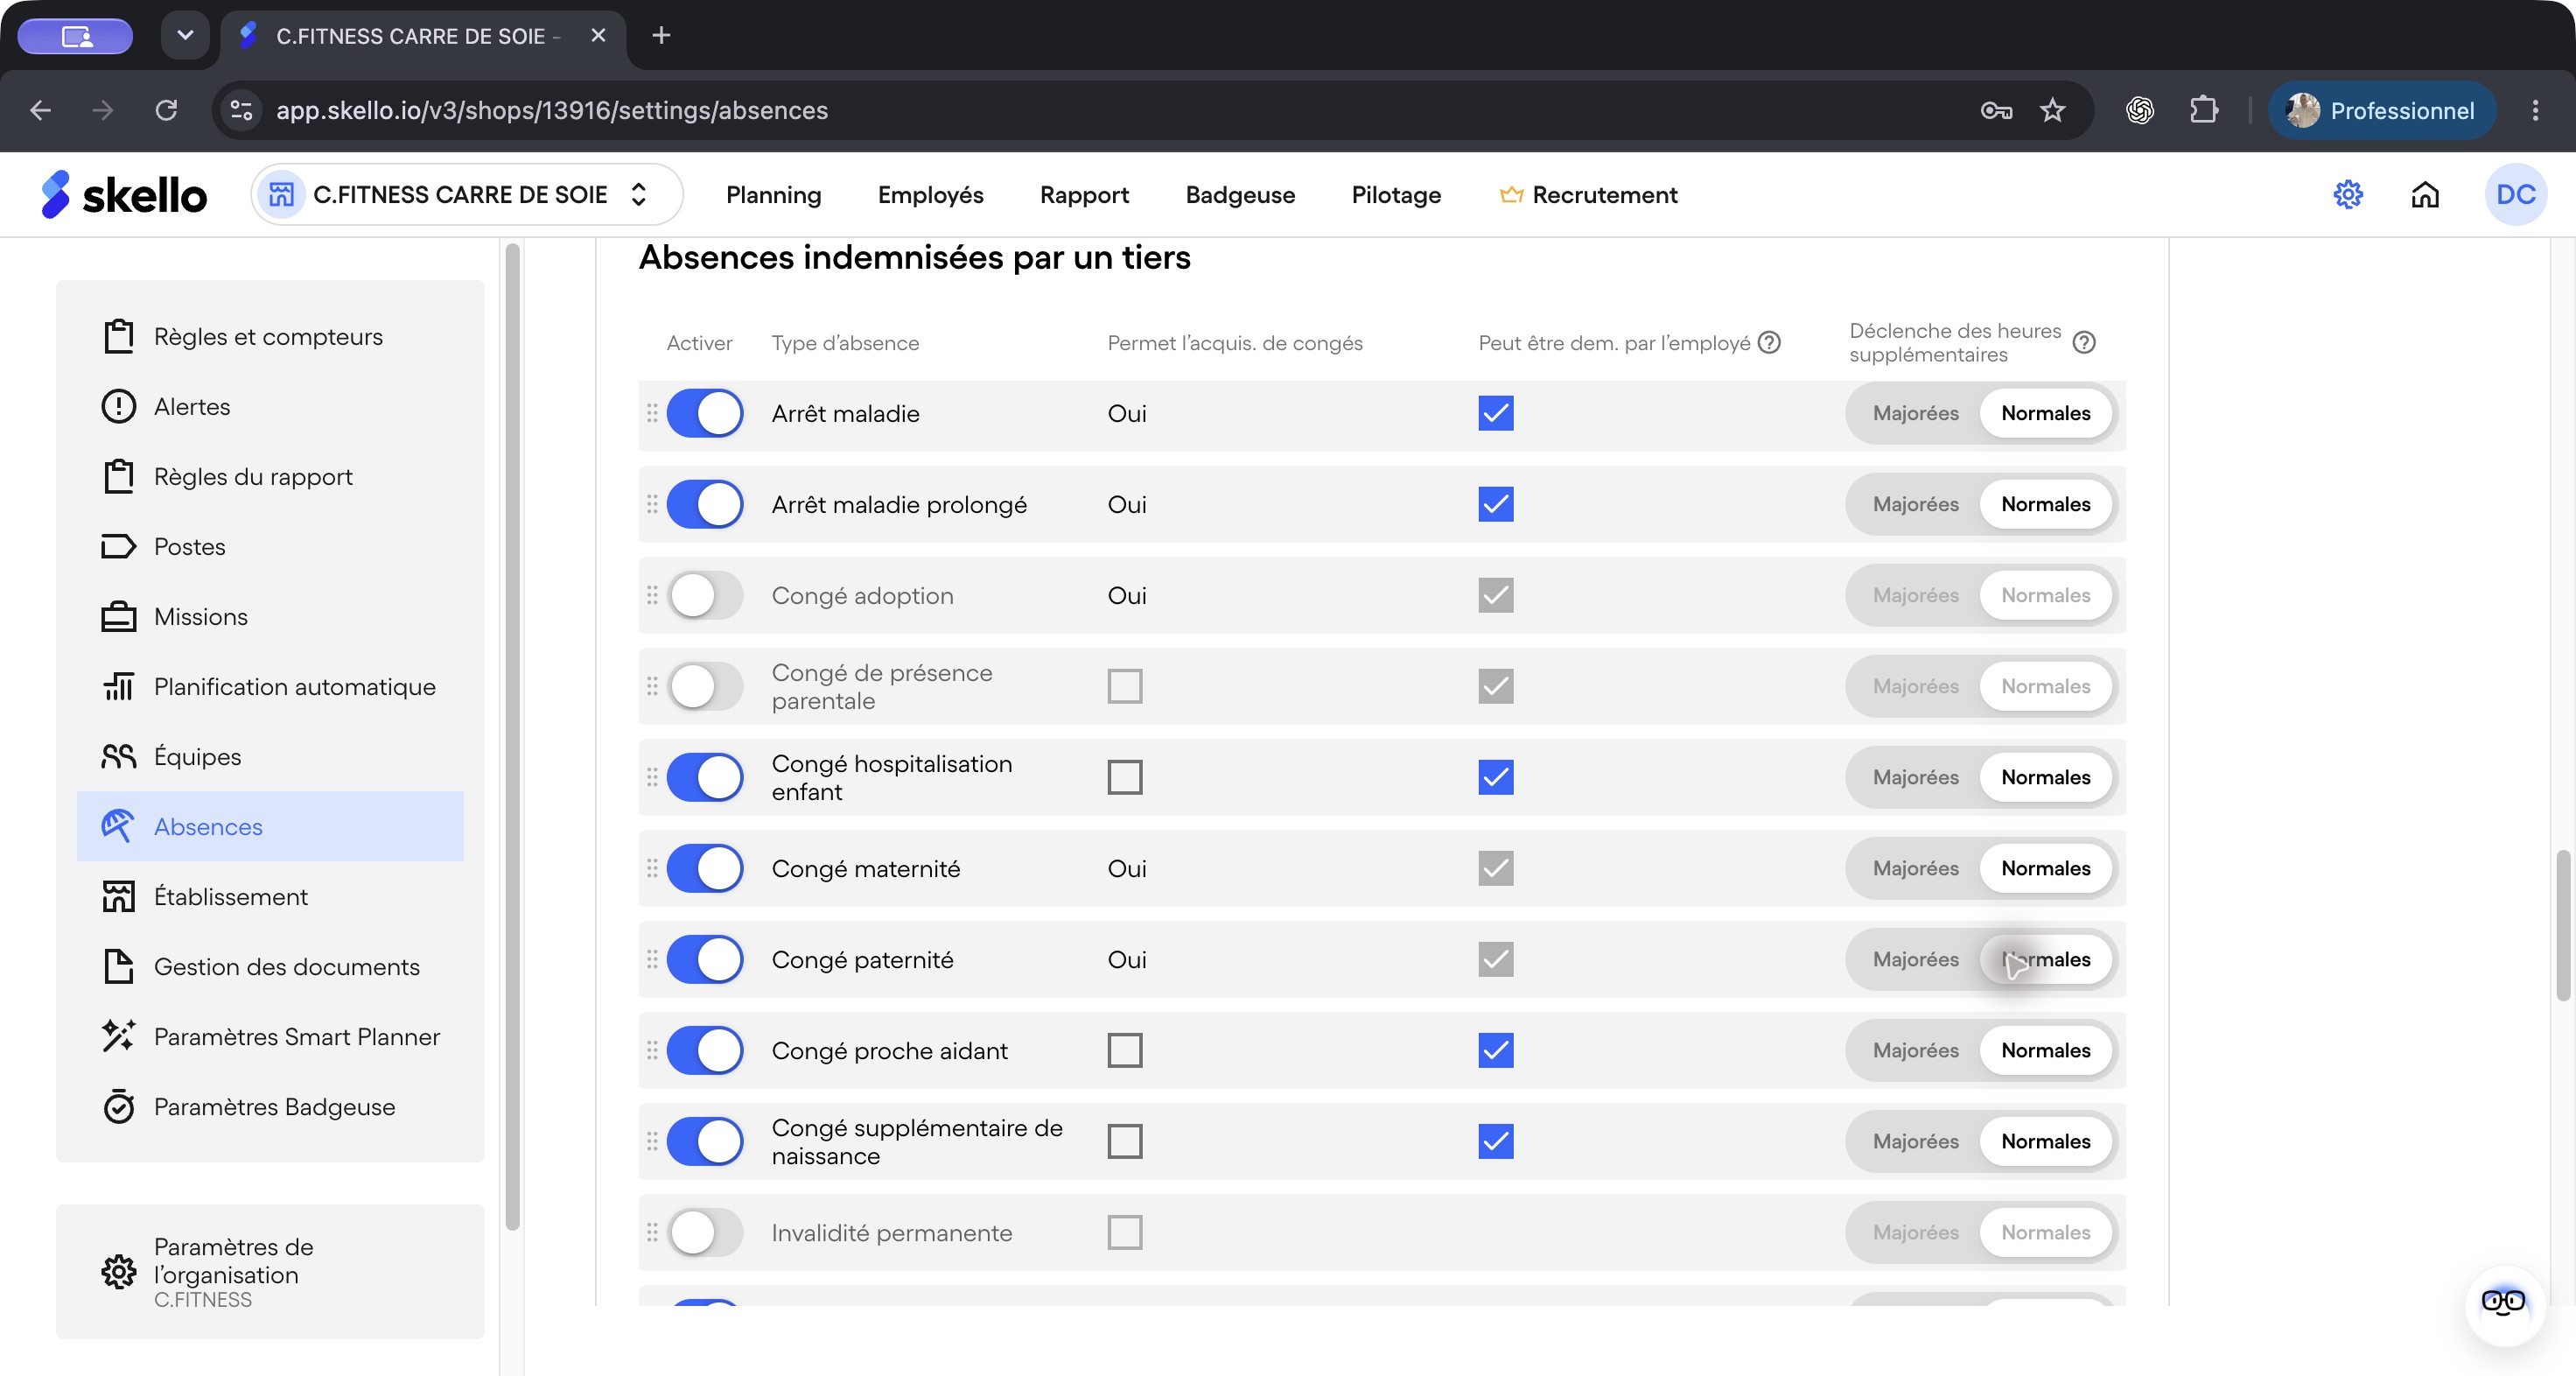 C.FITNESS CARRE DE SOIE -
app.skello.io/v3/shops/13916/settings/absences
Professionnel
skello
C.FITNESS CARRE DE SOIE
Planning
Employés
Rapport
Badgeuse
Pilotage
Recrutement
DC
Règles et compteurs
Alertes
Règles du rapport
Postes
Missions
Planification automatique
Équipes
Absences
Établissement
Gestion des documents
Paramètres Smart Planner
Paramètres Badgeuse
Paramètres de
l’organisation
C.FITNESS
Absences indemnisées par un tiers
Activer
Type d’absence
Permet l’acquis. de congés
Peut être dem. par l’employé ?
Déclenche des heures
supplémentaires ?
Arrêt maladie Oui Majorées Normales
Arrêt maladie prolongé Oui Majorées Normales
Congé adoption Oui Majorées Normales
Congé de présence
parentale Majorées Normales
Congé hospitalisation
enfant Majorées Normales
Congé maternité Oui Majorées Normales
Congé paternité Oui Majorées Normales
Congé proche aidant Majorées Normales
Congé supplémentaire de
naissance Majorées Normales
Invalidité permanente Majorées Normales